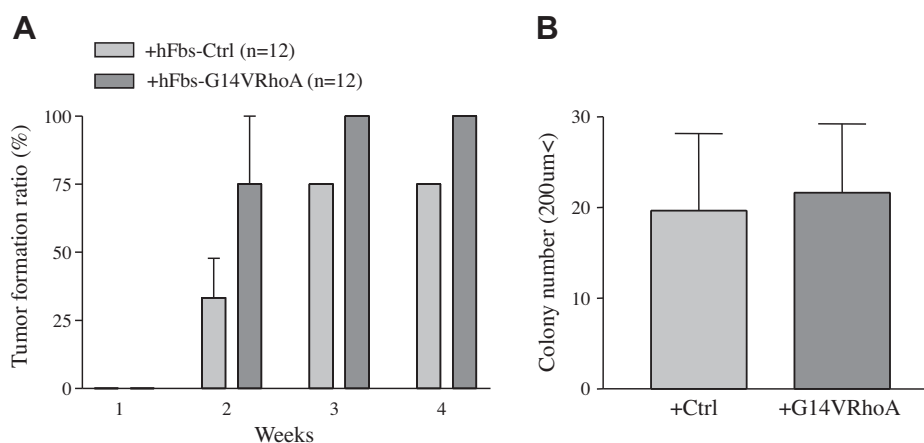 A
+hFbs-Ctrl (n=12)
+hFbs-G14VRhoA (n=12)
Tumor formation ratio (%)
100
75
50
25
0
1 2 3 4
Weeks
B
Colony number (200um<)
30
20
10
0
+Ctrl +G14VRhoA